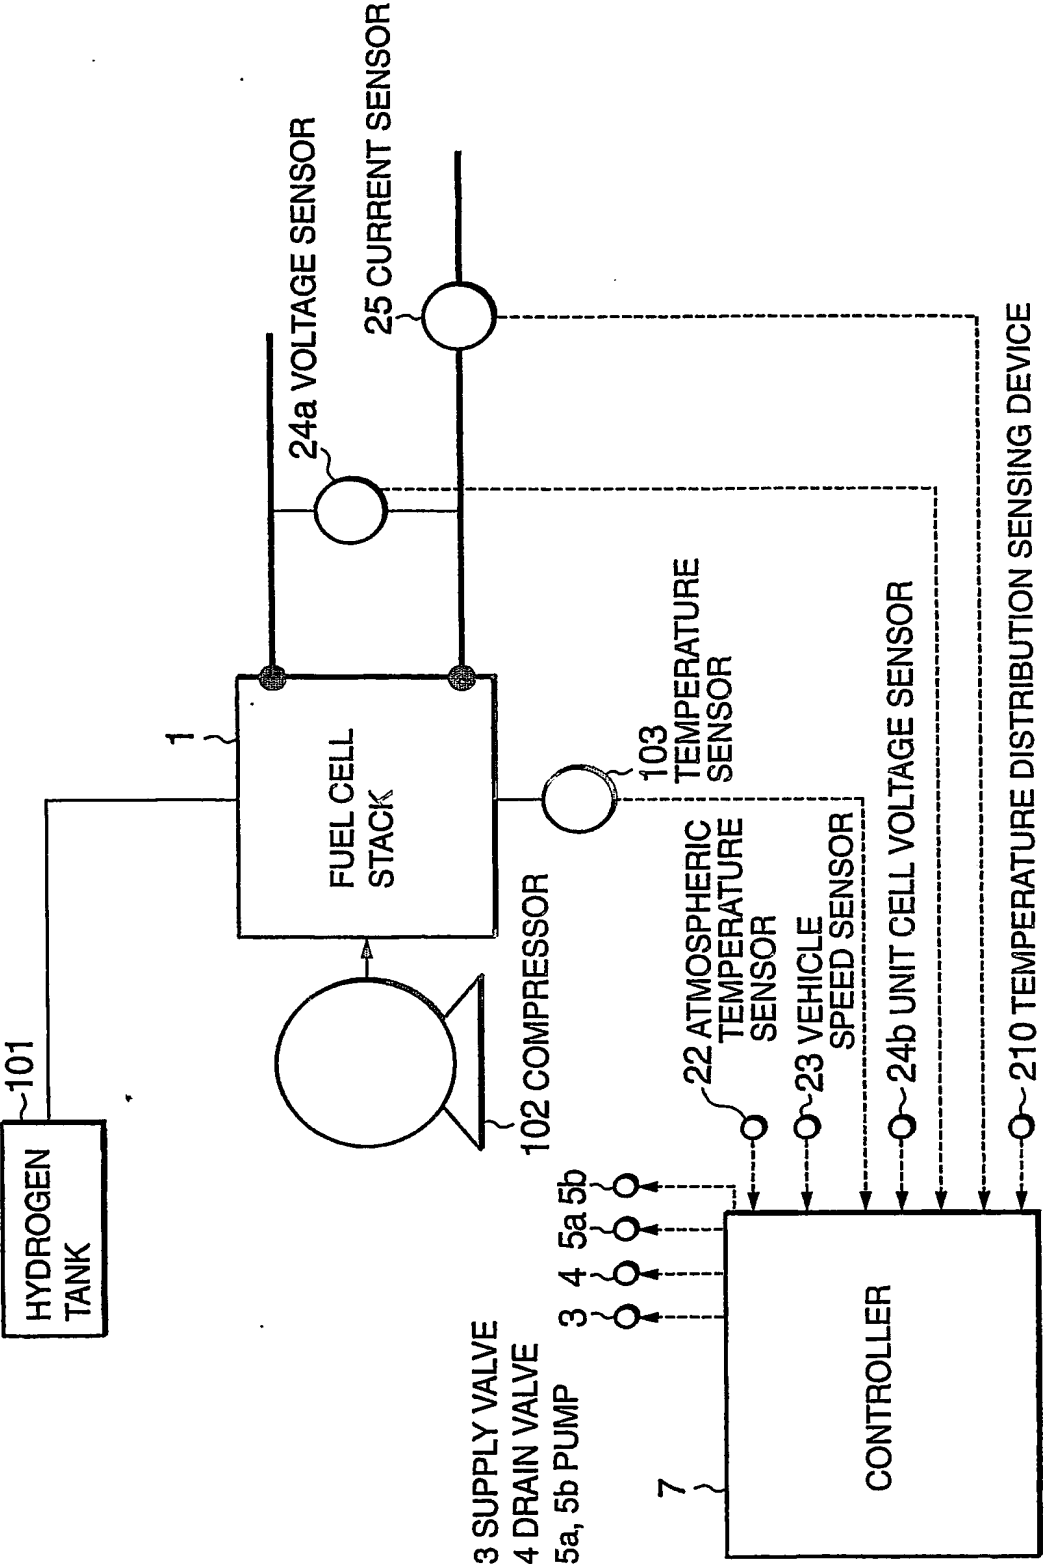 HYDROGEN
TANK
101
1
FUEL CELL
STACK
102 COMPRESSOR
24a VOLTAGE SENSOR
25 CURRENT SENSOR
103
TEMPERATURE
SENSOR
3 SUPPLY VALVE
4 DRAIN VALVE
5a, 5b PUMP
3
4
5a
5b
22 ATMOSPHERIC
TEMPERATURE
SENSOR
23 VEHICLE
SPEED SENSOR
24b UNIT CELL VOLTAGE SENSOR
210 TEMPERATURE DISTRIBUTION SENSING DEVICE
7
CONTROLLER